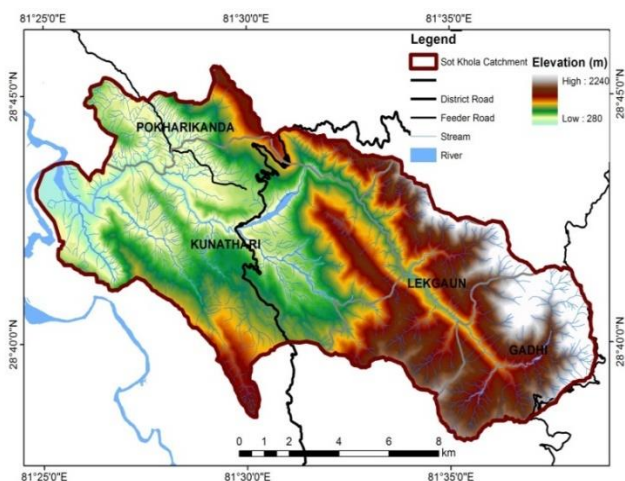 81°25'0"E 81°30'0"E 81°35'0"E
28°45'0"N
28°40'0"N
Legend
Sot Khola Catchment
District Road
Feeder Road
Stream
River
Elevation (m)
High : 2240
Low : 280
POKHARIKANDA
KUNATHARI
LEKGAUN
GADHI
28°45'0"N
28°40'0"N
0 1 2 4 6 8
km
81°25'0"E 81°30'0"E 81°35'0"E